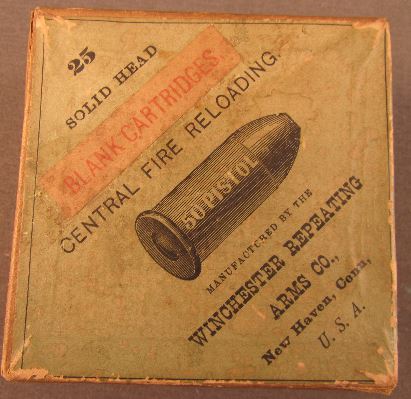 25
SOLID HEAD
BLANK CARTRIDGES
CENTRAL FIRE RELOADING
50 PISTOL
MANUFACTURED BY THE
WINCHESTER REPEATING
ARMS CO.,
New Haven, Conn,
U. S. A.